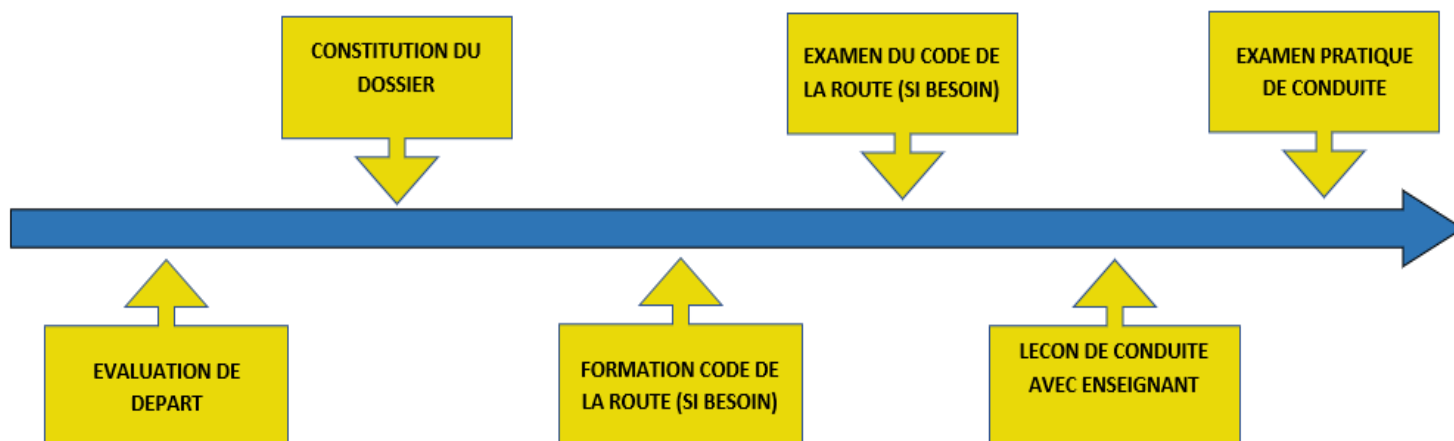 CONSTITUTION DU
DOSSIER
EXAMEN DU CODE DE
LA ROUTE (SI BESOIN)
EXAMEN PRATIQUE
DE CONDUITE
EVALUATION DE
DEPART
FORMATION CODE DE
LA ROUTE (SI BESOIN)
LECON DE CONDUITE
AVEC ENSEIGNANT